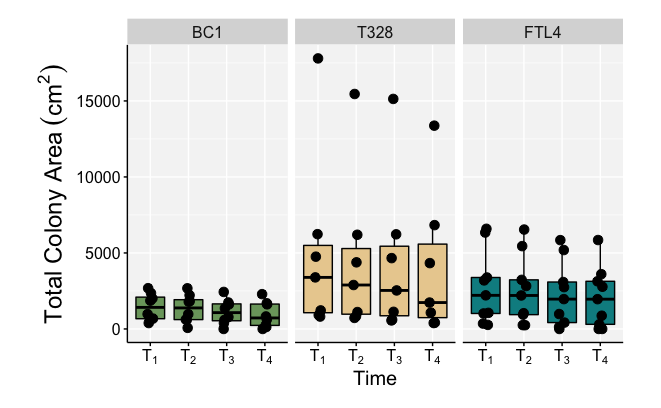 BC1 T328 FTL4
Total Colony Area (cm²)
15000
10000
5000
0
T₁ T₂ T₃ T₄ T₁ T₂ T₃ T₄ T₁ T₂ T₃ T₄
Time